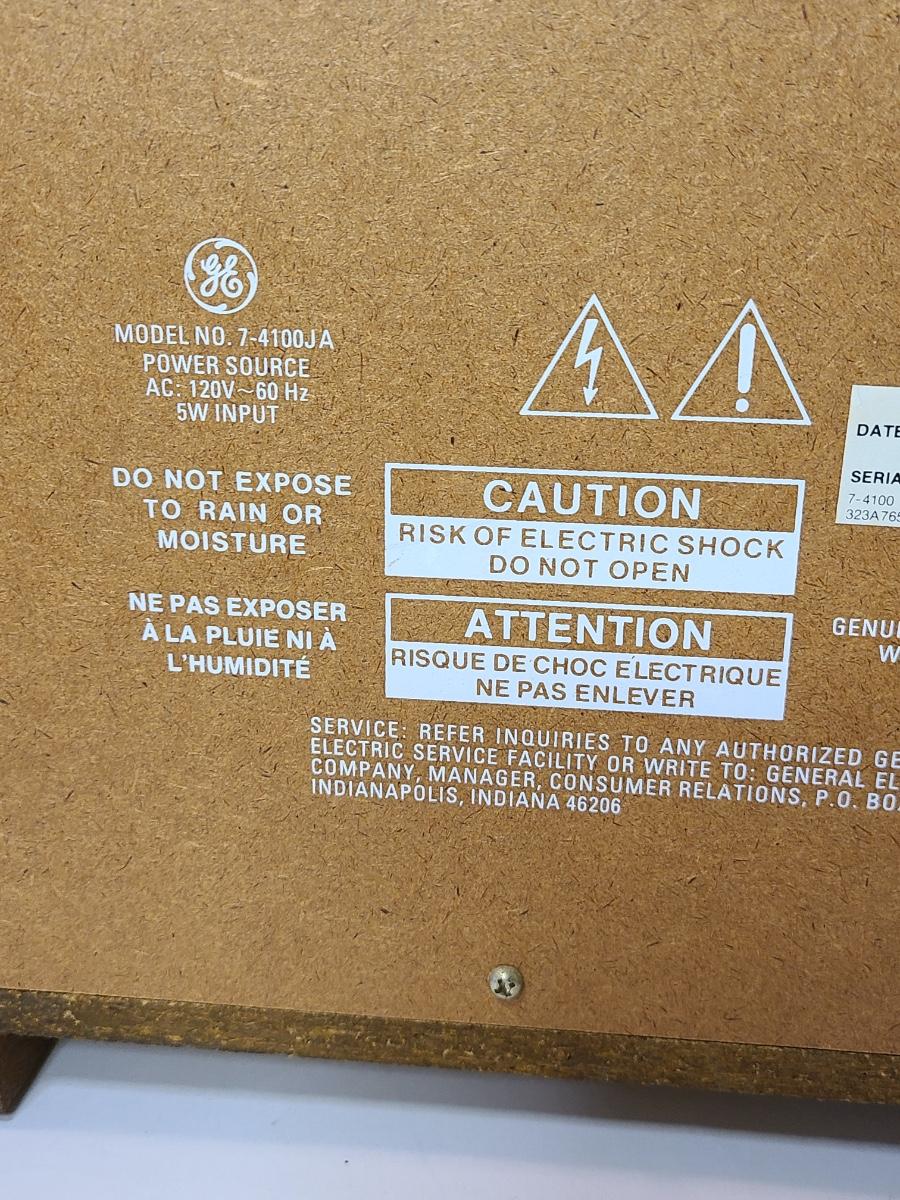 GE
MODEL NO. 7-4100JA
POWER SOURCE
AC: 120V~60 Hz
5W INPUT
DO NOT EXPOSE
TO RAIN OR
MOISTURE
NE PAS EXPOSER
À LA PLUIE NI À
L'HUMIDITÉ
CAUTION
RISK OF ELECTRIC SHOCK
DO NOT OPEN
ATTENTION
RISQUE DE CHOC ELECTRIQUE
NE PAS ENLEVER
DATE
7-4100
SERVICE: REFER INQUIRIES TO ANY AUTHORIZED
ELECTRIC SERVICE FACILITY OR WRITE TO: GENERAL
COMPANY, MANAGER, CONSUMER RELATIONS, P.O.
INDIANAPOLIS, INDIANA 46206